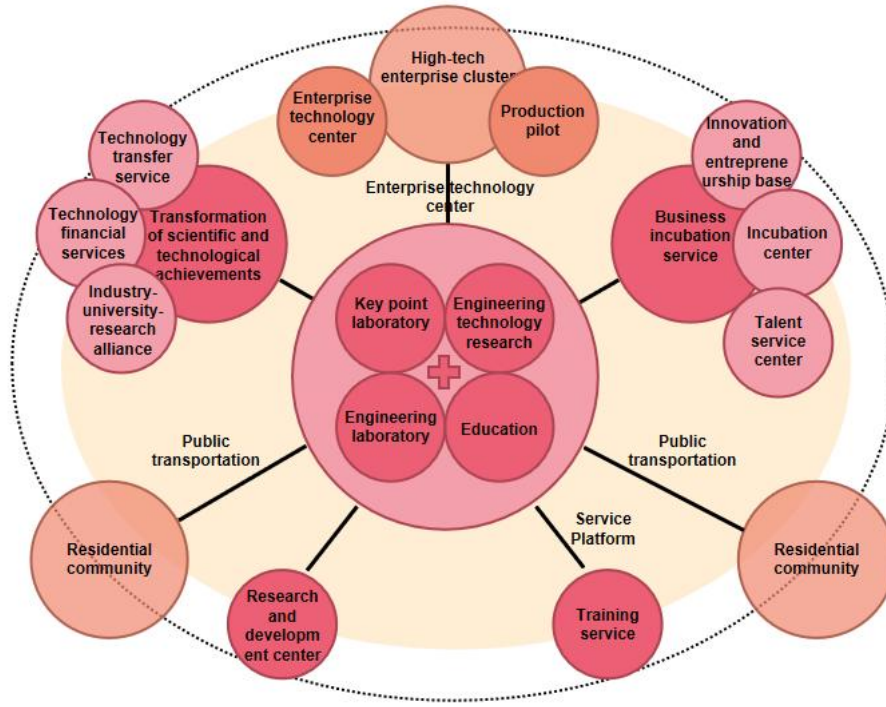 High-tech
enterprise cluster
Enterprise
technology
center
Production
pilot
Technology
transfer
service
Innovation
and
entreprene
urship base
Enterprise technology
center
Technology
financial
services
Transformation
of scientific and
technological
achievements
Business
incubation
service
Incubation
center
Industry-
university-
research
alliance
Key point
laboratory
Engineering
technology
research
Talent
service
center
Engineering
laboratory
Education
Public
transportation
Public
transportation
Service
Platform
Residential
community
Residential
community
Research
and
developm
ent center
Training
service